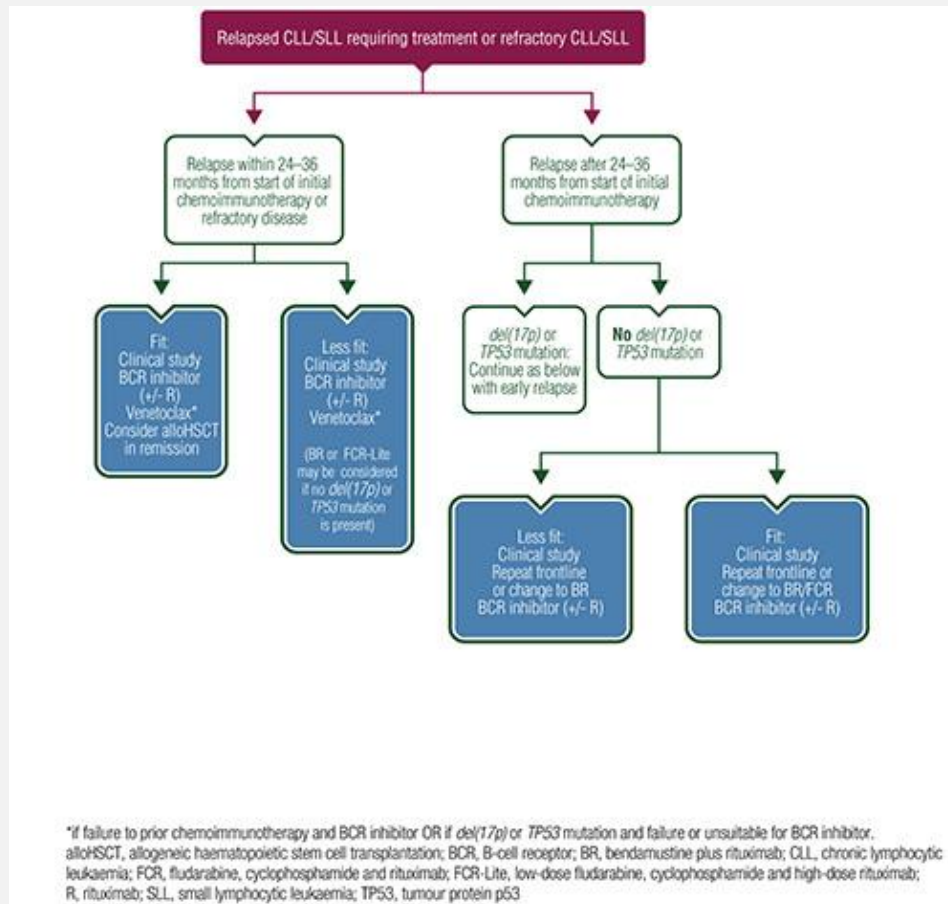 Relapsed CLL/SLL requiring treatment or refractory CLL/SLL
Relapse within 24–36
months from start of initial
chemoimmunotherapy or
refractory disease
Relapse after 24–36
months from start of initial
chemoimmunotherapy
Fit:
Clinical study
BCR inhibitor
(+/- R)
Venetoclax*
Consider alloHSCT
in remission
Less fit:
Clinical study
BCR inhibitor
(+/- R)
Venetoclax*
(BR or FCR-Lite
may be considered
if no del(17p) or
TP53 mutation
is present)
del(17p) or
TP53 mutation:
Continue as below
with early relapse
No del(17p) or
TP53 mutation
Less fit:
Clinical study
Repeat frontline
or change to BR
BCR inhibitor (+/- R)
Fit:
Clinical study
Repeat frontline or
change to BR/FCR
BCR inhibitor (+/- R)
*if failure to prior chemoimmunotherapy and BCR inhibitor OR if del(17p) or TP53 mutation and failure or unsuitable for BCR inhibitor.
alloHSCT, allogeneic haematopoietic stem cell transplantation; BCR, B-cell receptor; BR, bendamustine plus rituximab; CLL, chronic lymphocytic
leukaemia; FCR, fludarabine, cyclophosphamide and rituximab; FCR-Lite, low-dose fludarabine, cyclophosphamide and high-dose rituximab;
R, rituximab; SLL, small lymphocytic leukaemia; TP53, tumour protein p53